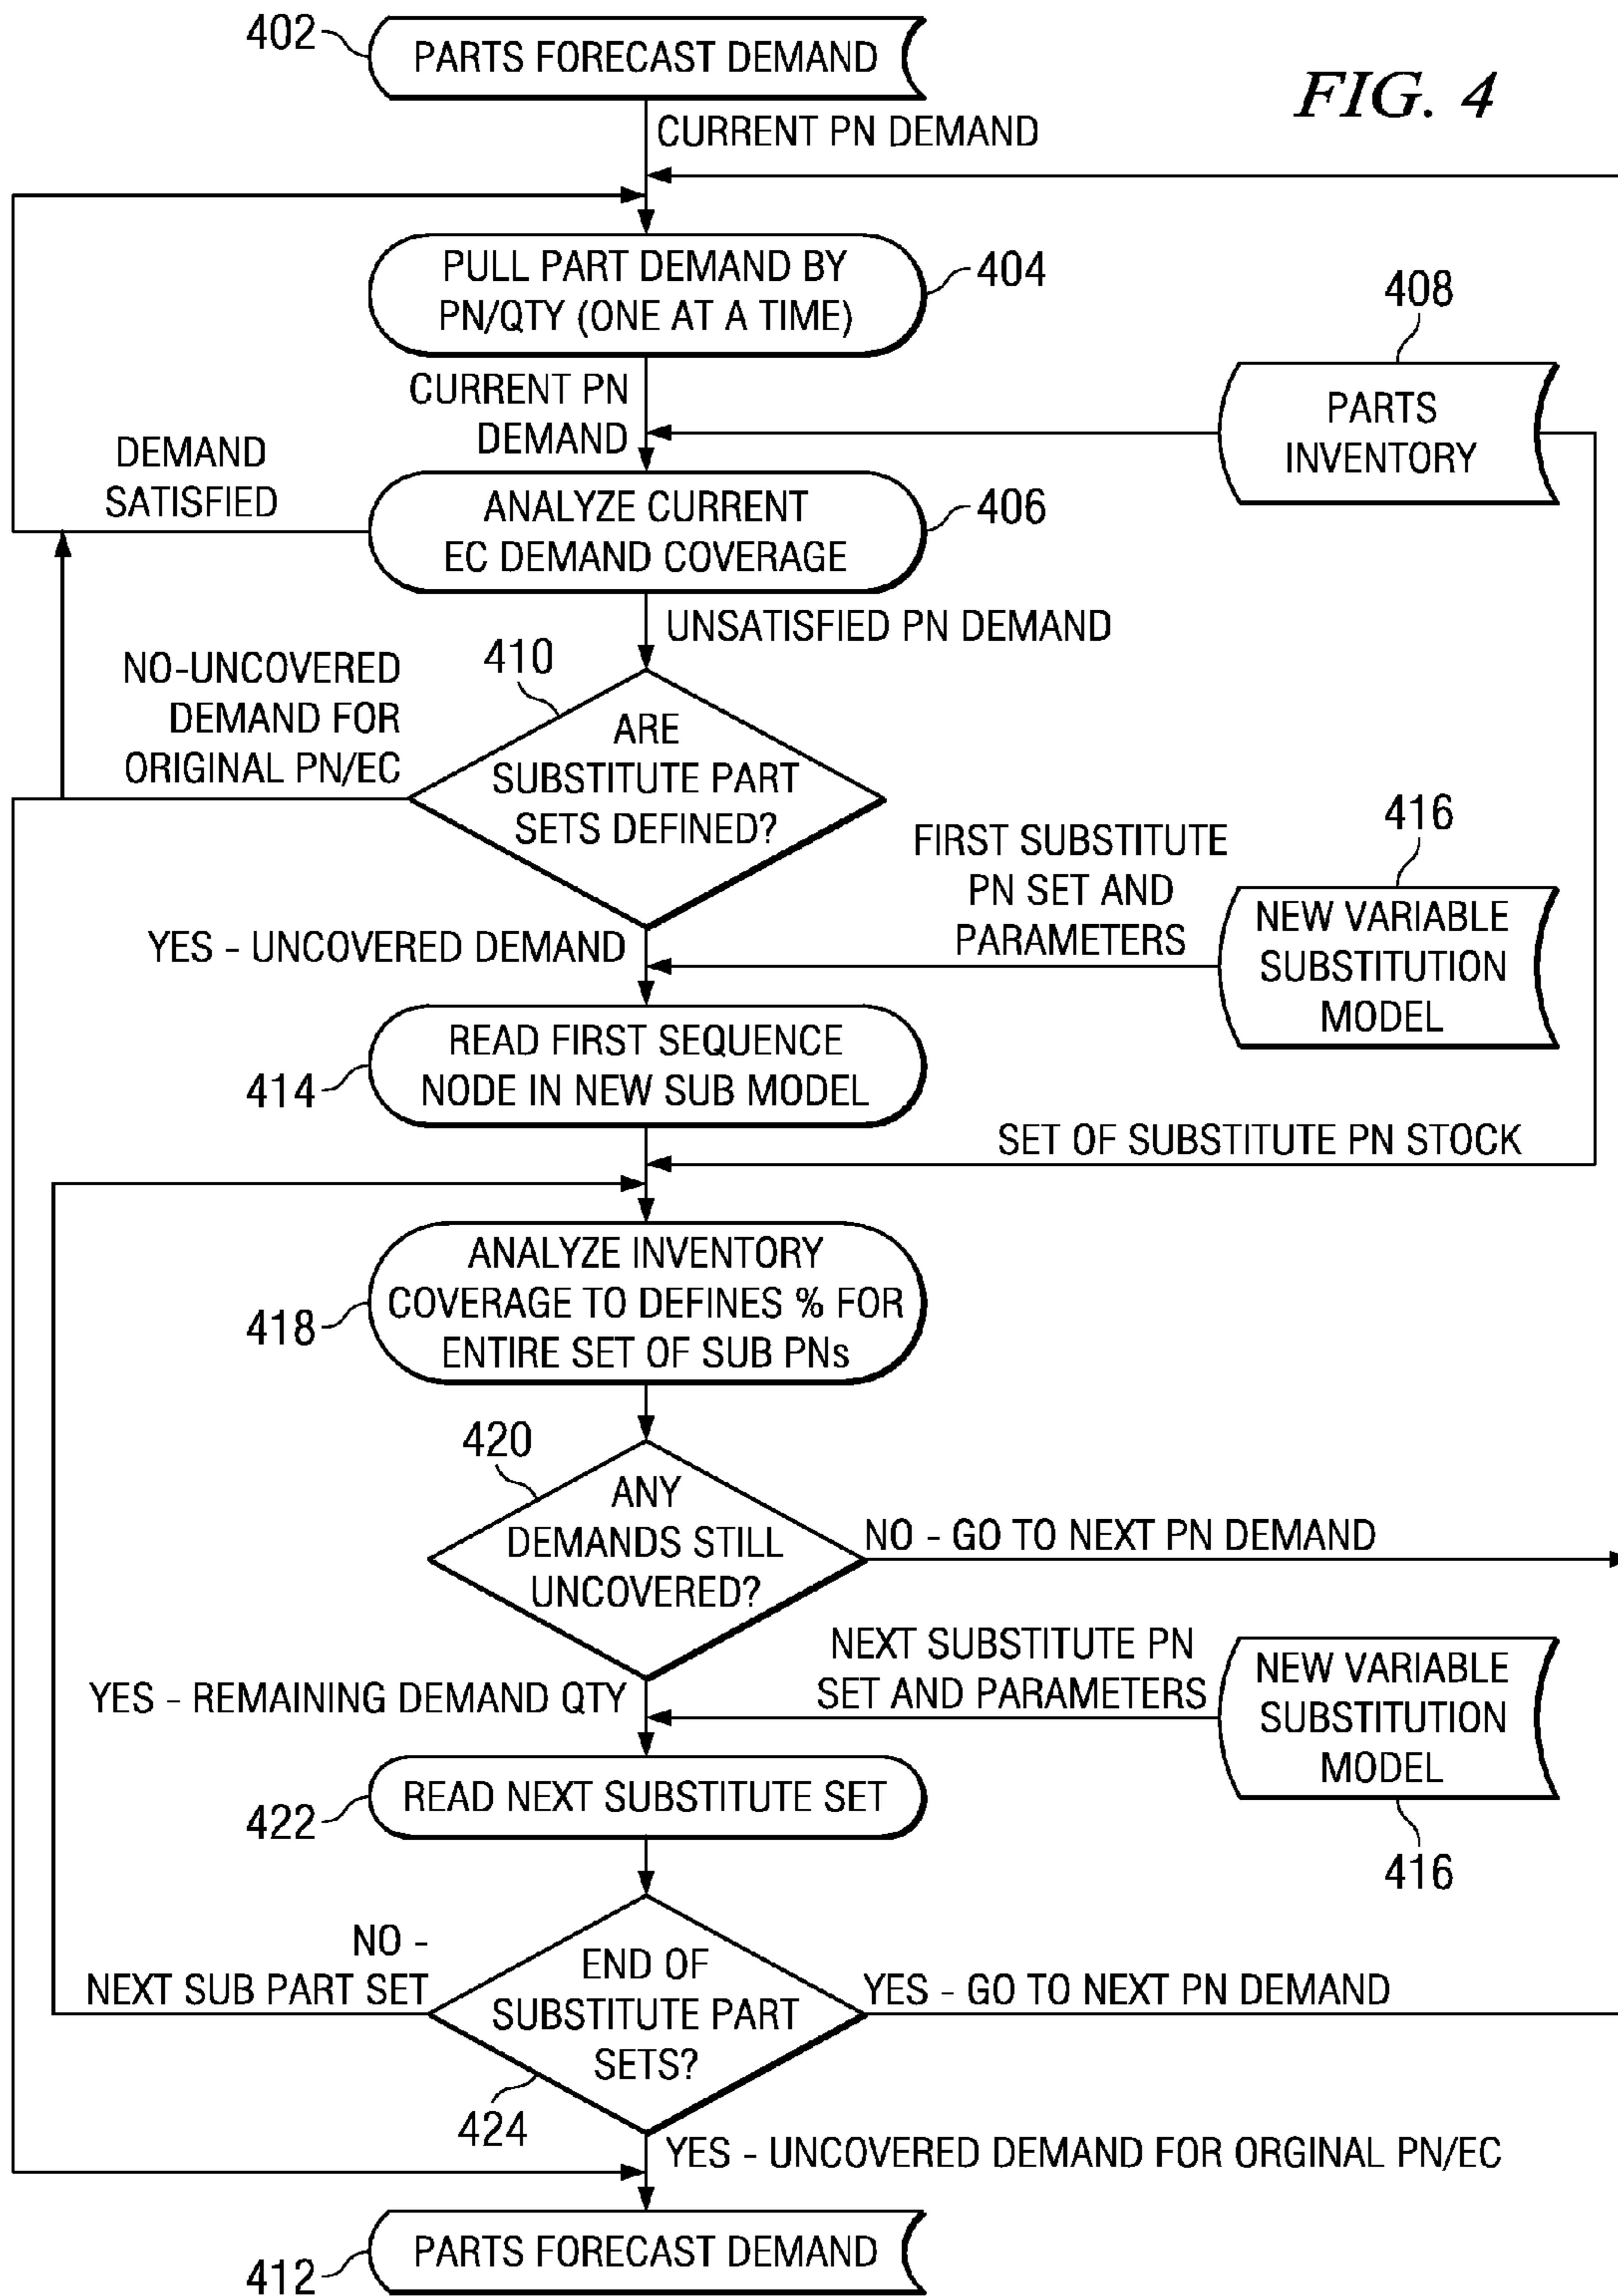 402
PARTS FORECAST DEMAND
FIG. 4
CURRENT PN DEMAND
PULL PART DEMAND BY
PN/QTY (ONE AT A TIME)
404
408
CURRENT PN
DEMAND
PARTS
INVENTORY
DEMAND
SATISFIED
ANALYZE CURRENT
EC DEMAND COVERAGE
406
UNSATISFIED PN DEMAND
410
NO-UNCOVERED
DEMAND FOR
ORIGINAL PN/EC
ARE
SUBSTITUTE PART
SETS DEFINED?
416
FIRST SUBSTITUTE
PN SET AND
PARAMETERS
NEW VARIABLE
SUBSTITUTION
MODEL
YES - UNCOVERED DEMAND
READ FIRST SEQUENCE
NODE IN NEW SUB MODEL
414
SET OF SUBSTITUTE PN STOCK
ANALYZE INVENTORY
COVERAGE TO DEFINES % FOR
ENTIRE SET OF SUB PNs
418
420
ANY
DEMANDS STILL
UNCOVERED?
NO - GO TO NEXT PN DEMAND
NEXT SUBSTITUTE PN
SET AND PARAMETERS
NEW VARIABLE
SUBSTITUTION
MODEL
YES - REMAINING DEMAND QTY
READ NEXT SUBSTITUTE SET
422
416
NO -
NEXT SUB PART SET
END OF
SUBSTITUTE PART
SETS?
YES - GO TO NEXT PN DEMAND
424
YES - UNCOVERED DEMAND FOR ORGINAL PN/EC
PARTS FORECAST DEMAND
412